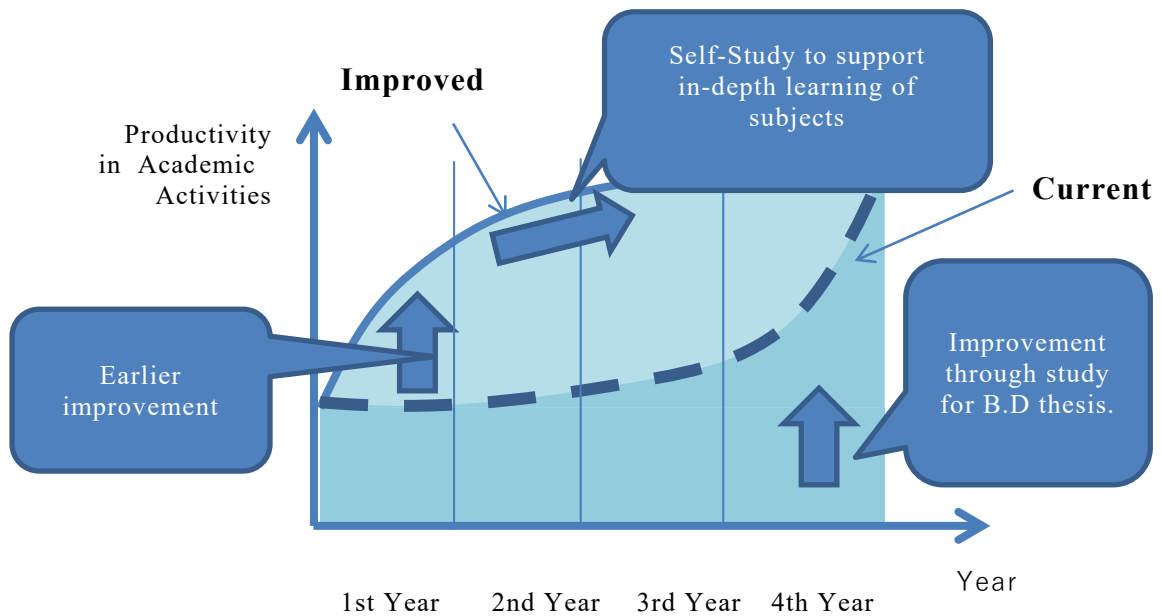 Self-Study to support
in-depth learning of
subjects
Improved
Productivity
in Academic
Activities
Current
Earlier
improvement
Improvement
through study
for B.D thesis.
Year
1st Year 2nd Year 3rd Year 4th Year